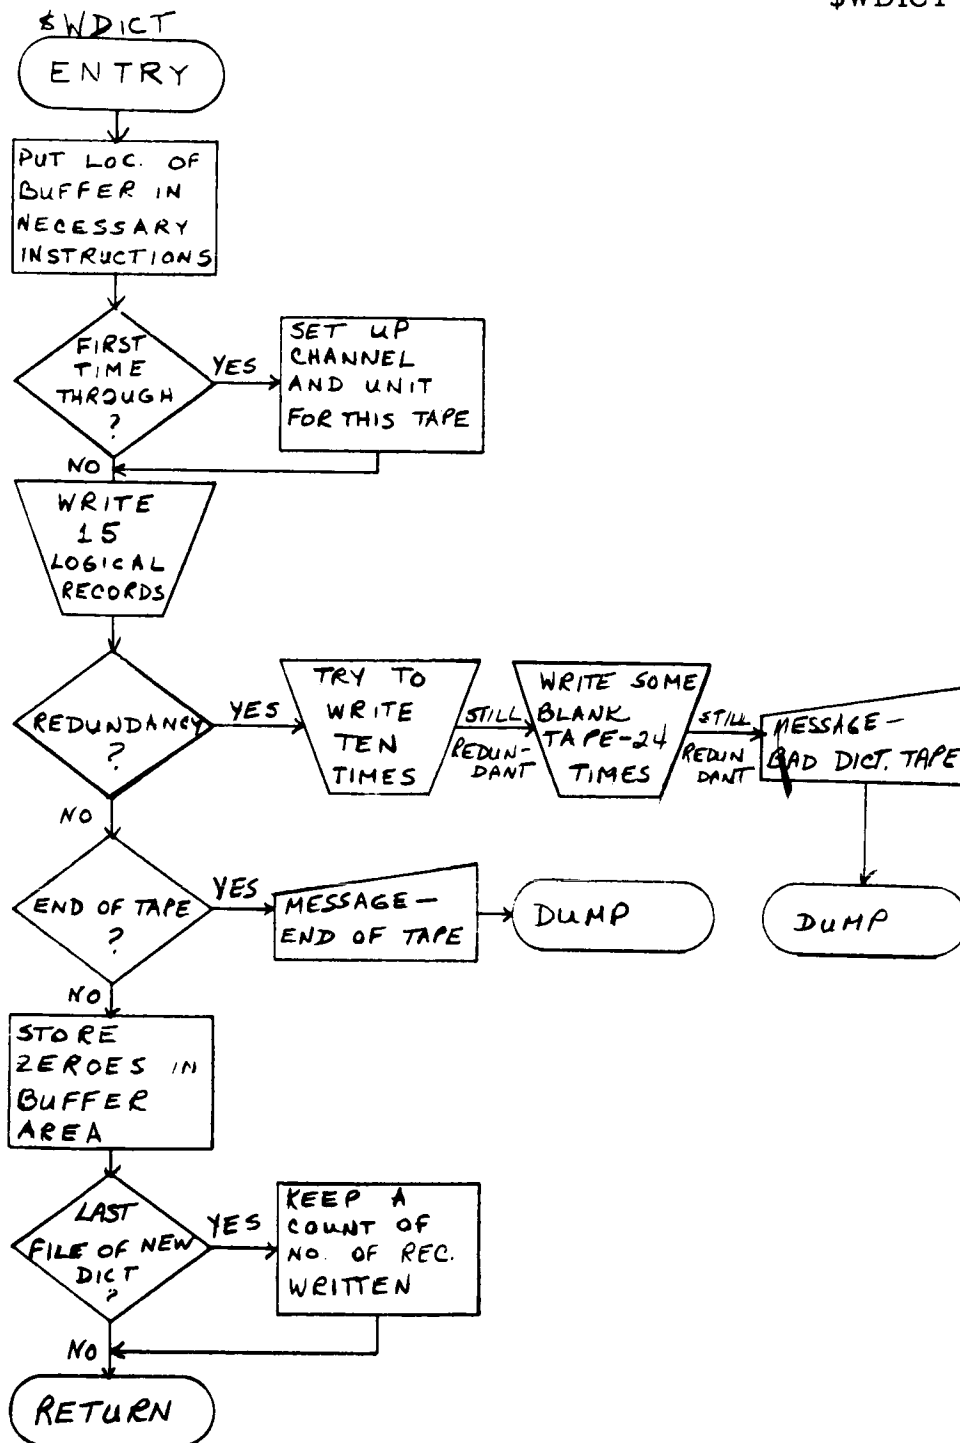 $WDICT
$WDICT
ENTRY
PUT LOC. OF
BUFFER IN
NECESSARY
INSTRUCTIONS
FIRST
TIME
THROUGH
?
YES
SET UP
CHANNEL
AND UNIT
FOR THIS TAPE
NO
WRITE
15
LOGICAL
RECORDS
REDUNDANCY
?
YES
TRY TO
WRITE
TEN
TIMES
STILL
REDUN-
DANT
WRITE SOME
BLANK
TAPE-24
TIMES
STILL
REDUN
DANT
MESSAGE-
BAD DICT. TAPE
DUMP
NO
END OF TAPE
?
YES
MESSAGE-
END OF TAPE
DUMP
NO
STORE
ZEROES IN
BUFFER
AREA
LAST
FILE OF NEW
DICT
?
YES
KEEP A
COUNT OF
NO. OF REC.
WRITTEN
NO
RETURN